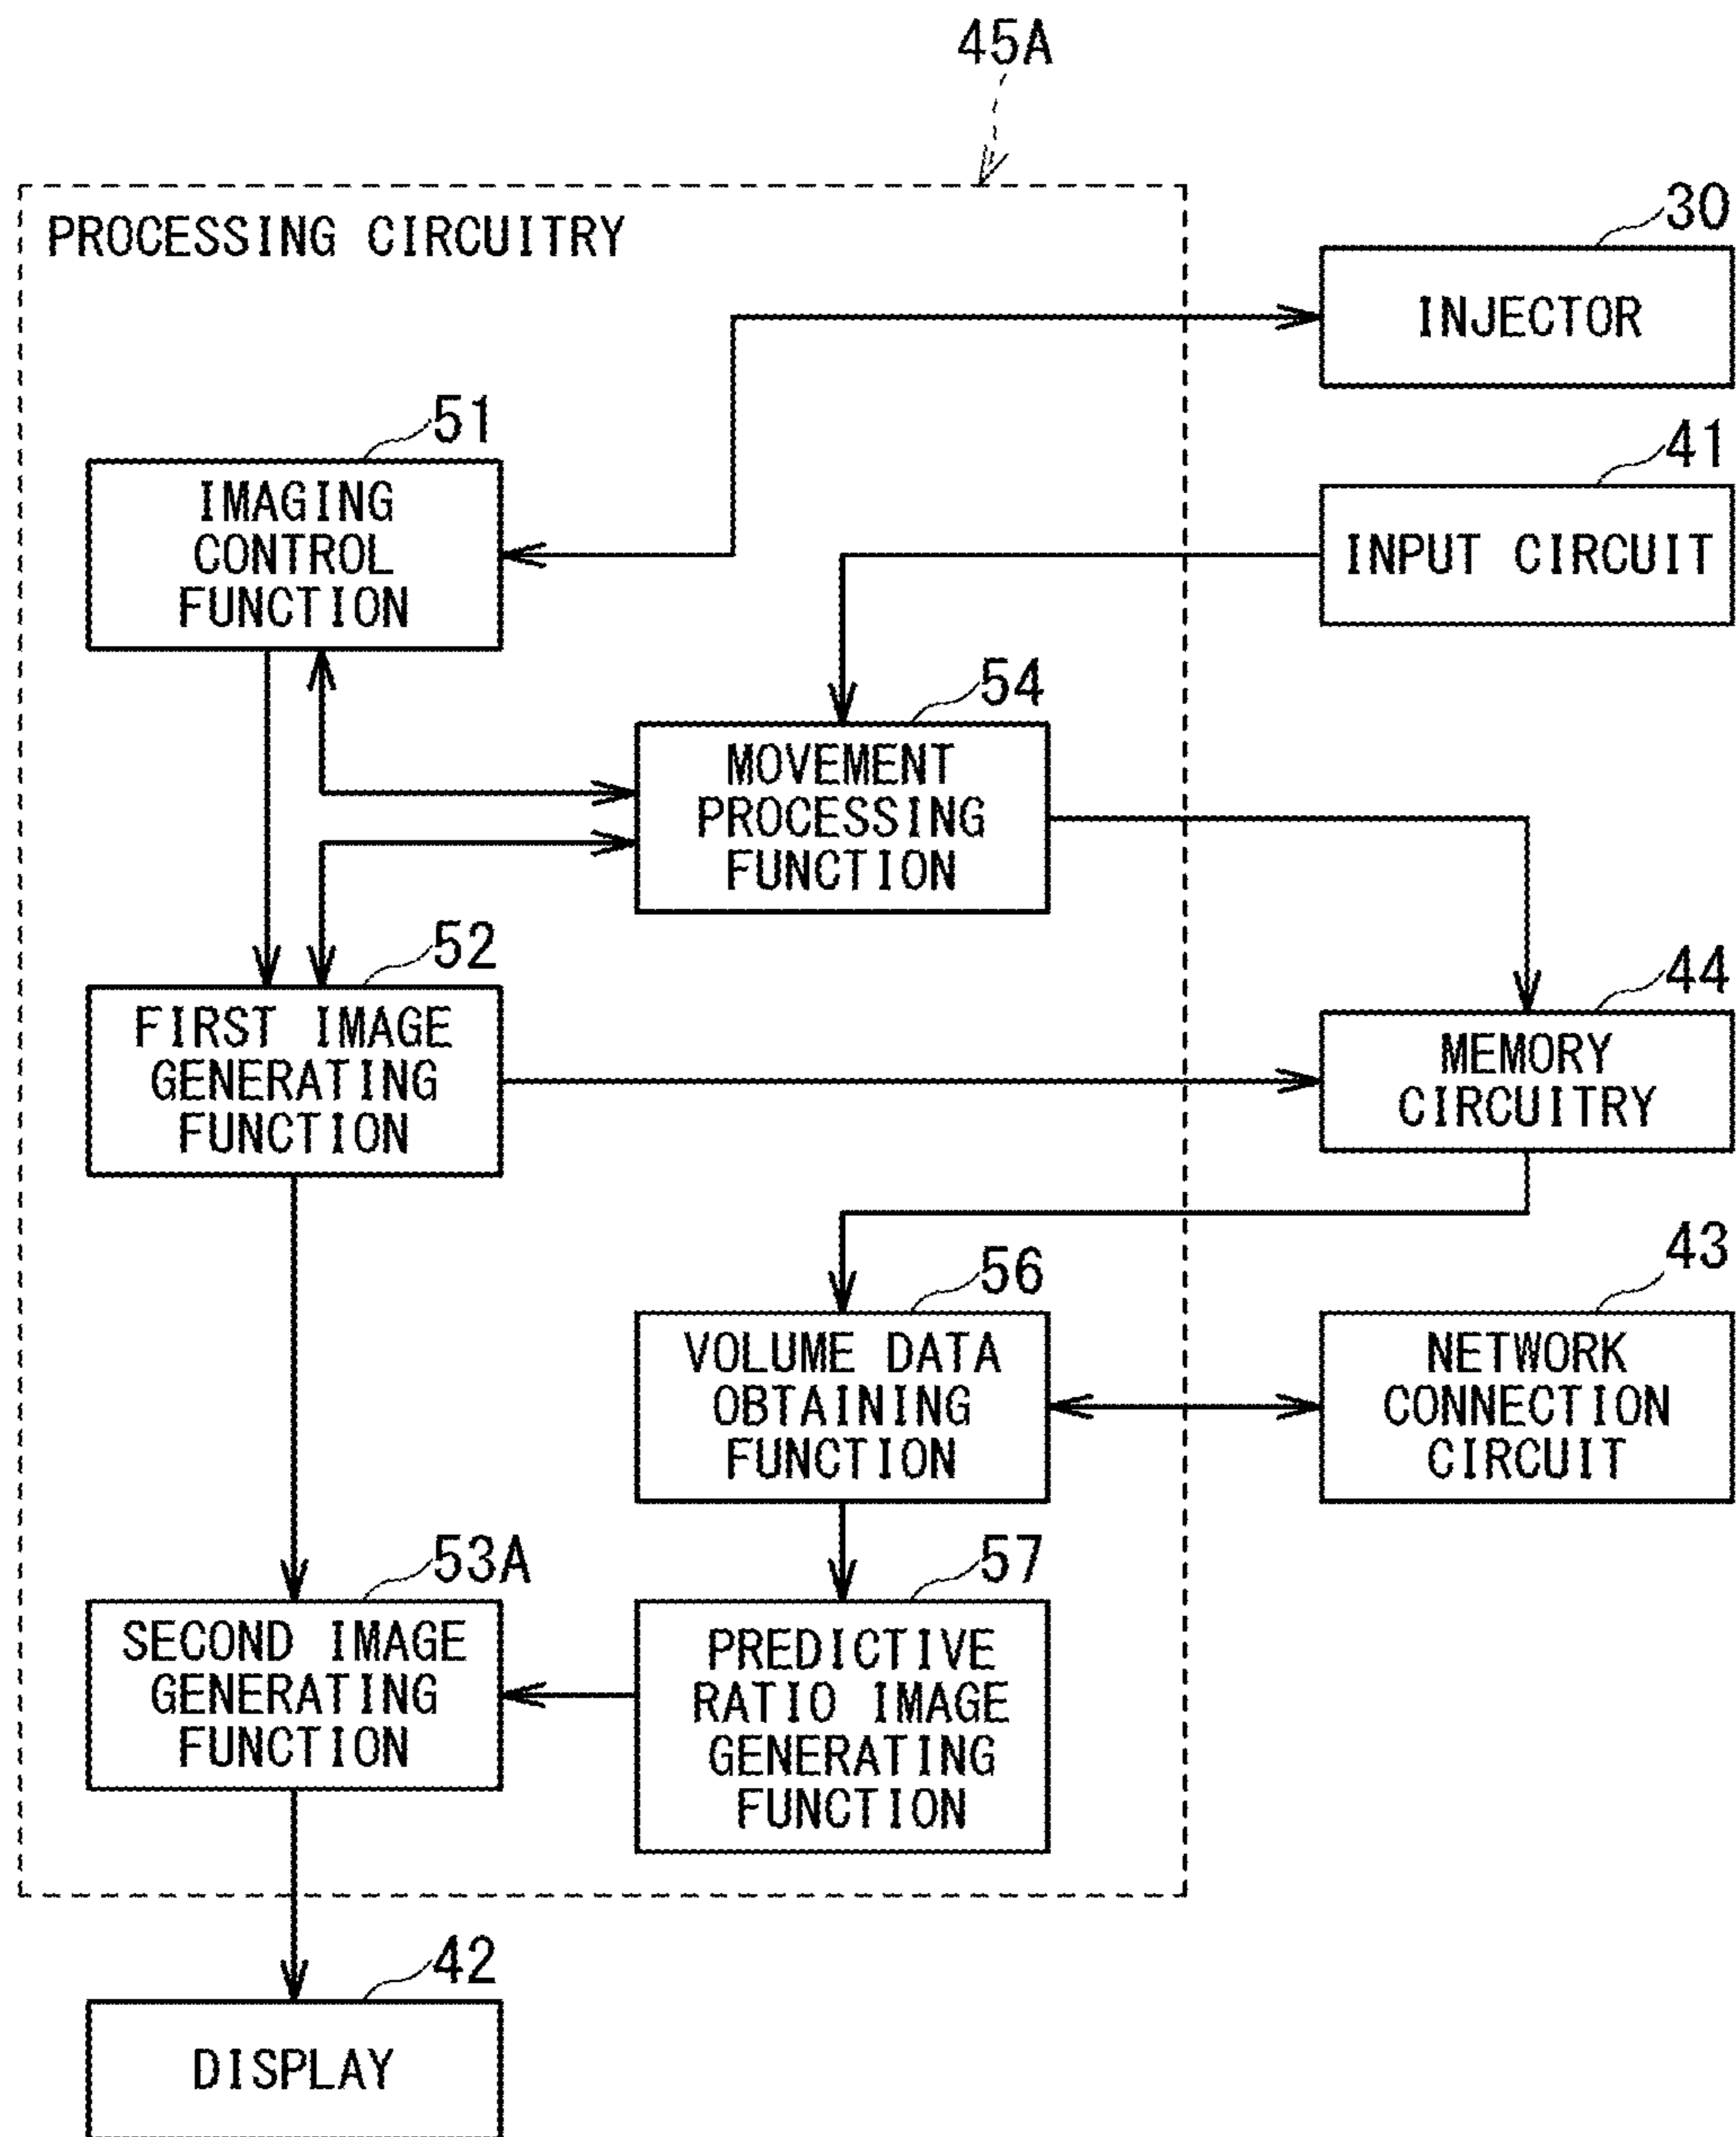 45A
PROCESSING CIRCUITRY
30
INJECTOR
51
IMAGING
CONTROL
FUNCTION
41
INPUT CIRCUIT
54
MOVEMENT
PROCESSING
FUNCTION
52
FIRST IMAGE
GENERATING
FUNCTION
44
MEMORY
CIRCUITRY
56
VOLUME DATA
OBTAINING
FUNCTION
43
NETWORK
CONNECTION
CIRCUIT
53A
SECOND IMAGE
GENERATING
FUNCTION
57
PREDICTIVE
RATIO IMAGE
GENERATING
FUNCTION
42
DISPLAY